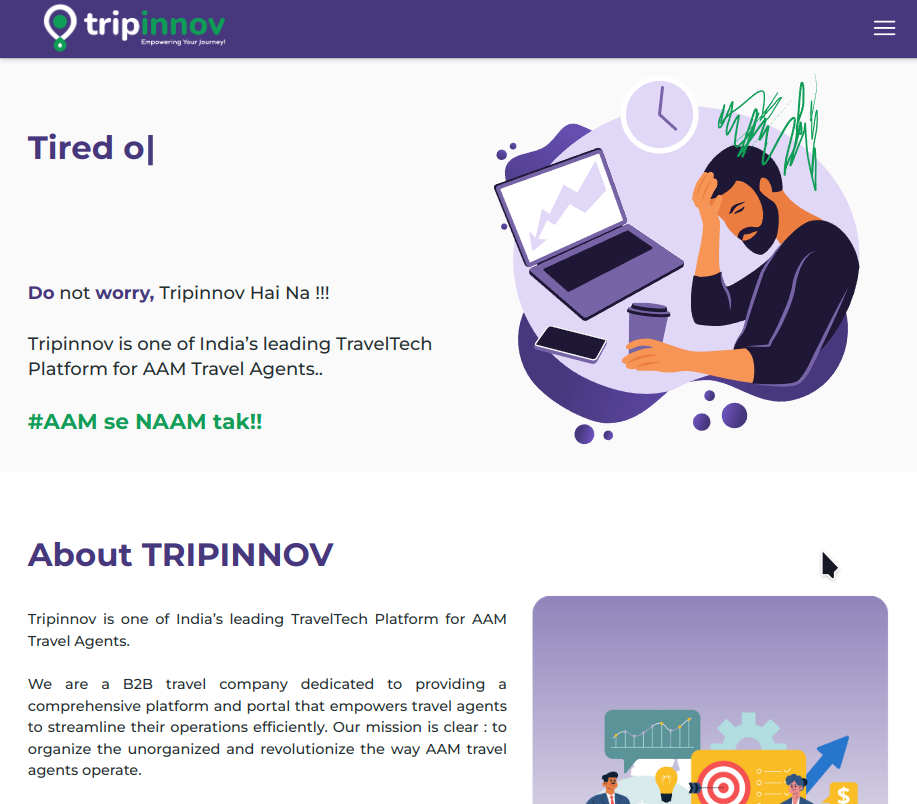 tripinnov
Empowering Your Journey!
Tired o|
Do not worry, Tripinnov Hai Na !!!
Tripinnov is one of India’s leading TravelTech
Platform for AAM Travel Agents..
#AAM se NAAM tak!!
About TRIPINNOV
Tripinnov is one of India’s leading TravelTech Platform for AAM
Travel Agents.
We are a B2B travel company dedicated to providing a
comprehensive platform and portal that empowers travel agents
to streamline their operations efficiently. Our mission is clear : to
organize the unorganized and revolutionize the way AAM travel
agents operate.
$